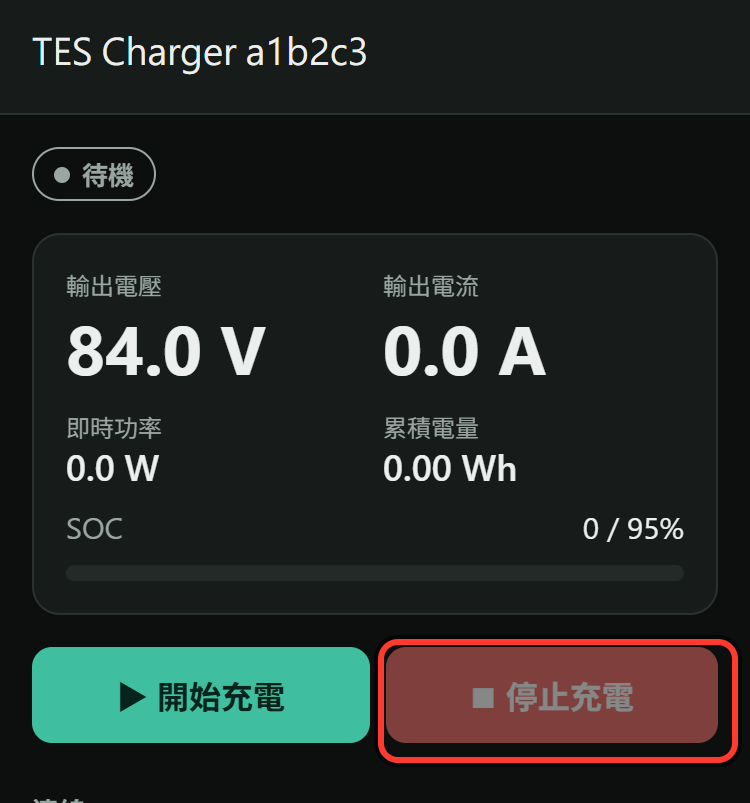 TES Charger a1b2c3
● 待機
輸出電壓
輸出電流
84.0 V
0.0 A
即時功率
累積電量
0.0 W
0.00 Wh
SOC
0 / 95%
▶ 開始充電
■ 停止充電